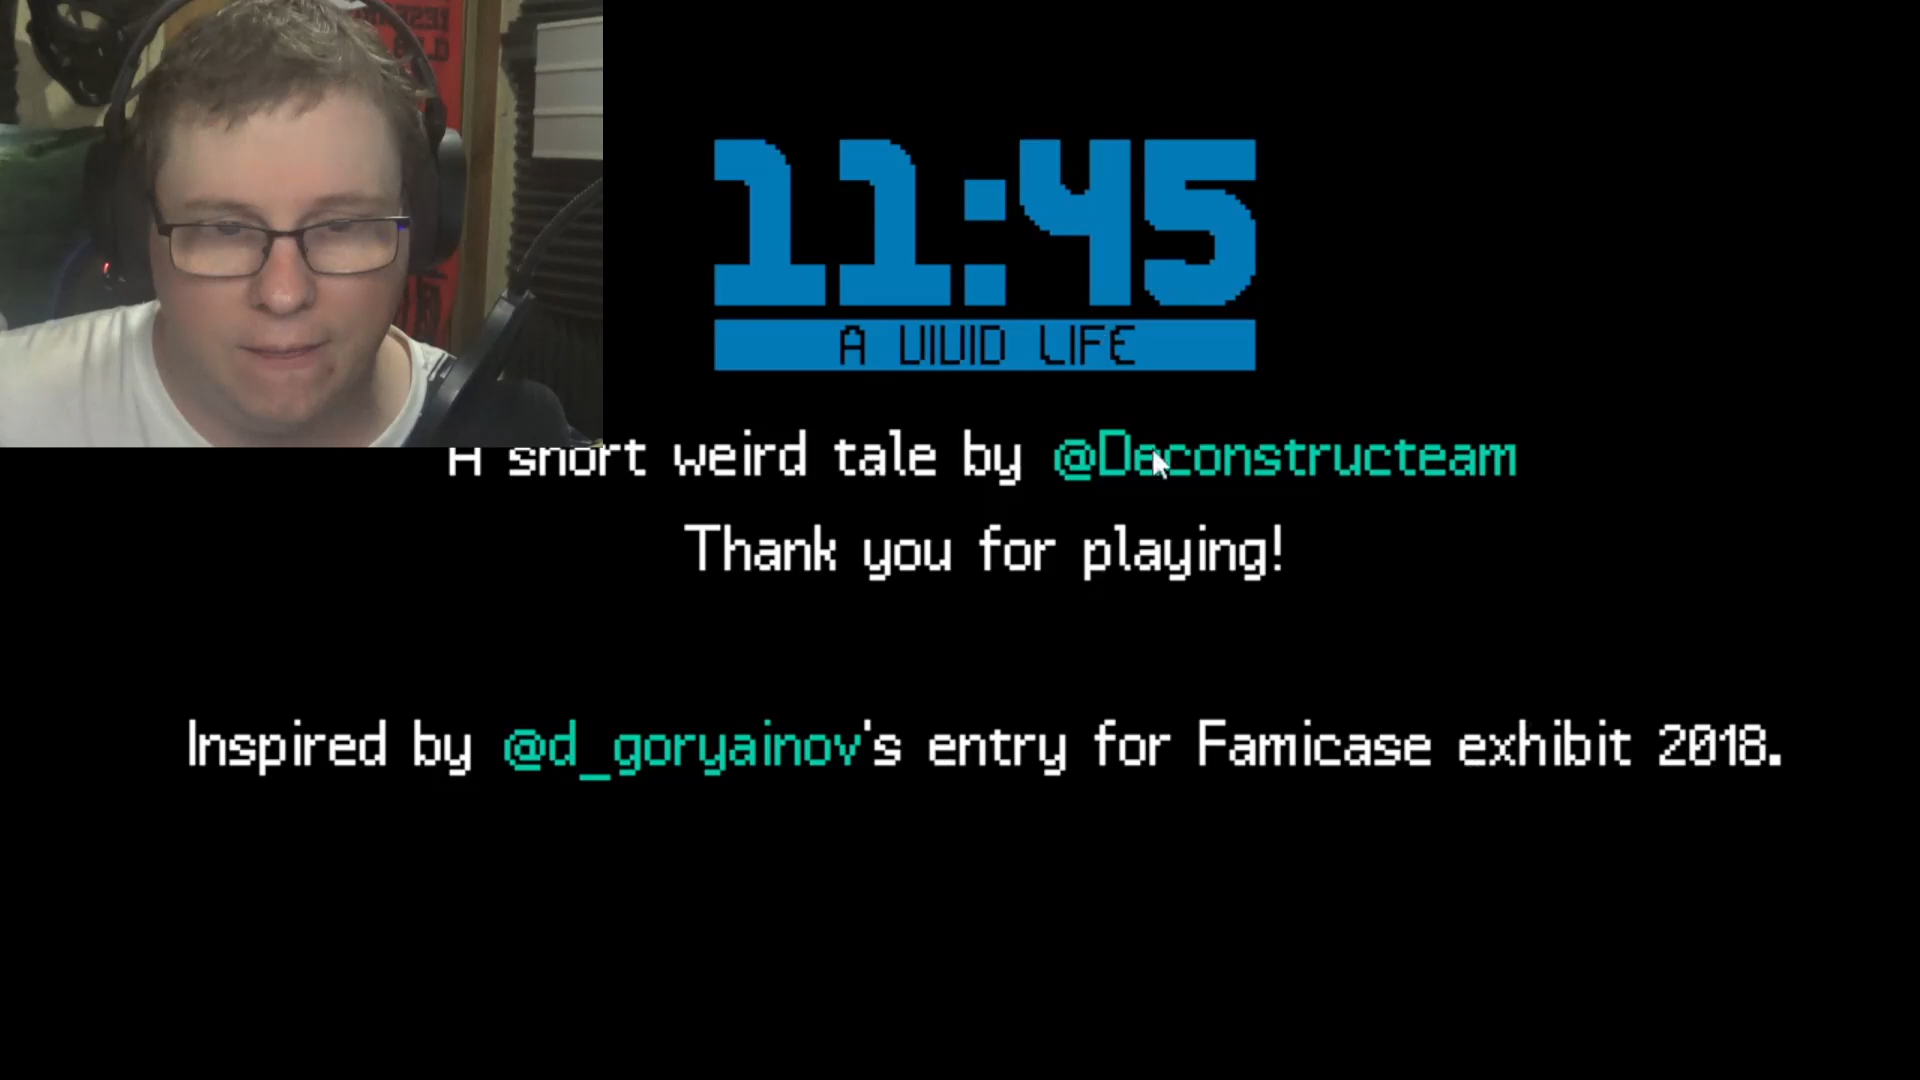 11:45
A VIVID LIFE
A short weird tale by @Deconstructeam
Thank you for playing!
Inspired by @d_goryainov's entry for Famicase exhibit 2018.